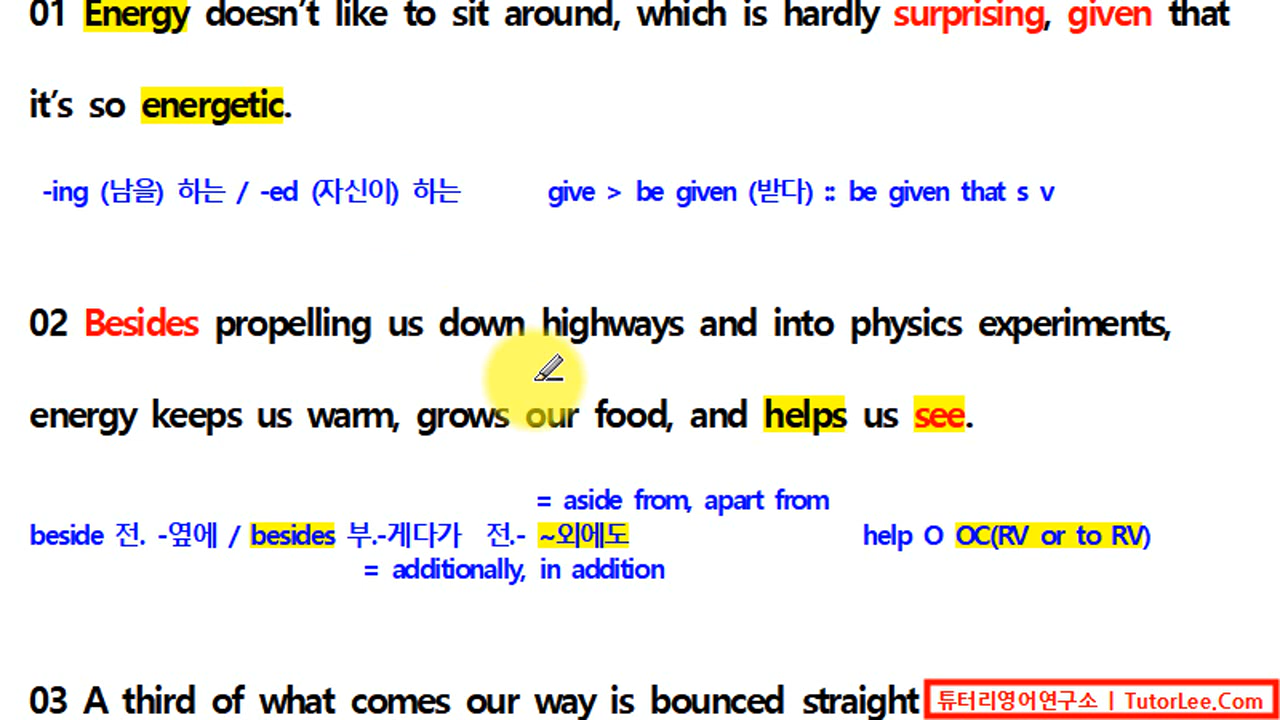 01 Energy doesn't like to sit around, which is hardly surprising, given that
it's so energetic.
-ing (남을) 하는 / -ed (자신이) 하는 give > be given (받다) :: be given that s v
02 Besides propelling us down highways and into physics experiments,
energy keeps us warm, grows our food, and helps us see.
= aside from, apart from
beside 전. -옆에 / besides 부.-게다가 전.- ~외에도 help O OC(RV or to RV)
= additionally, in addition
03 A third of what comes our way is bounced straight
튜터리영어연구소 | TutorLee.Com